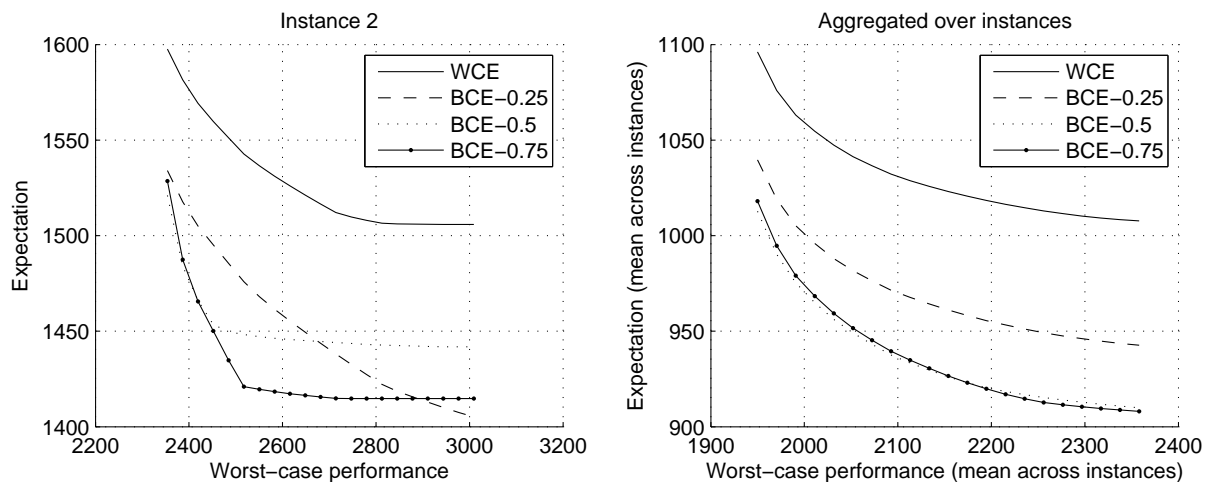 Instance 2
1600
1550
1500
1450
1400
Expectation
2200
2400
2600
2800
3000
3200
Worst−case performance
WCE
BCE−0.25
BCE−0.5
BCE−0.75
Aggregated over instances
1100
1050
1000
950
900
Expectation (mean across instances)
1900
2000
2100
2200
2300
2400
Worst−case performance (mean across instances)
WCE
BCE−0.25
BCE−0.5
BCE−0.75